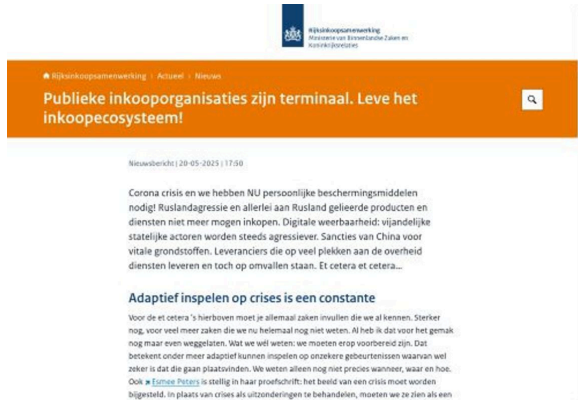 Rijksinkoopsamenwerking
Ministerie van Binnenlandse Zaken en
Koninkrijksrelaties
Rijksinkoopsamenwerking › Actueel › Nieuws
Publieke inkooporganisaties zijn terminaal. Leve het
inkoopecosysteem!
Nieuwsbericht | 20-05-2025 | 17:50
Corona crisis en we hebben NU persoonlijke beschermingsmiddelen
nodig! Ruslandagressie en allerlei aan Rusland gelieerde producten en
diensten niet meer mogen inkopen. Digitale weerbaarheid: vijandelijke
statelijke actoren worden steeds agressiever. Sancties van China voor
vitale grondstoffen. Leveranciers die op veel plekken aan de overheid
diensten leveren en toch op omvallen staan. Et cetera et cetera...
Adaptief inspelen op crises is een constante
Voor de et cetera 's hierboven moet je allemaal zaken invullen die we al kennen. Sterker
nog, voor veel meer zaken die we nu helemaal nog niet weten. Al heb ik dat voor het gemak
nog maar even weggelaten. Wat we wél weten: we moeten erop voorbereid zijn. Dat
betekent onder meer adaptief kunnen inspelen op onzekere gebeurtenissen waarvan wel
zeker is dat die gaan plaatsvinden. We weten alleen nog niet precies wanneer, waar en hoe.
Ook Esmee Peters is stellig in haar proefschrift: het beeld van een crisis moet worden
bijgesteld. In plaats van crises als uitzonderingen te behandelen, moeten we ze zien als een